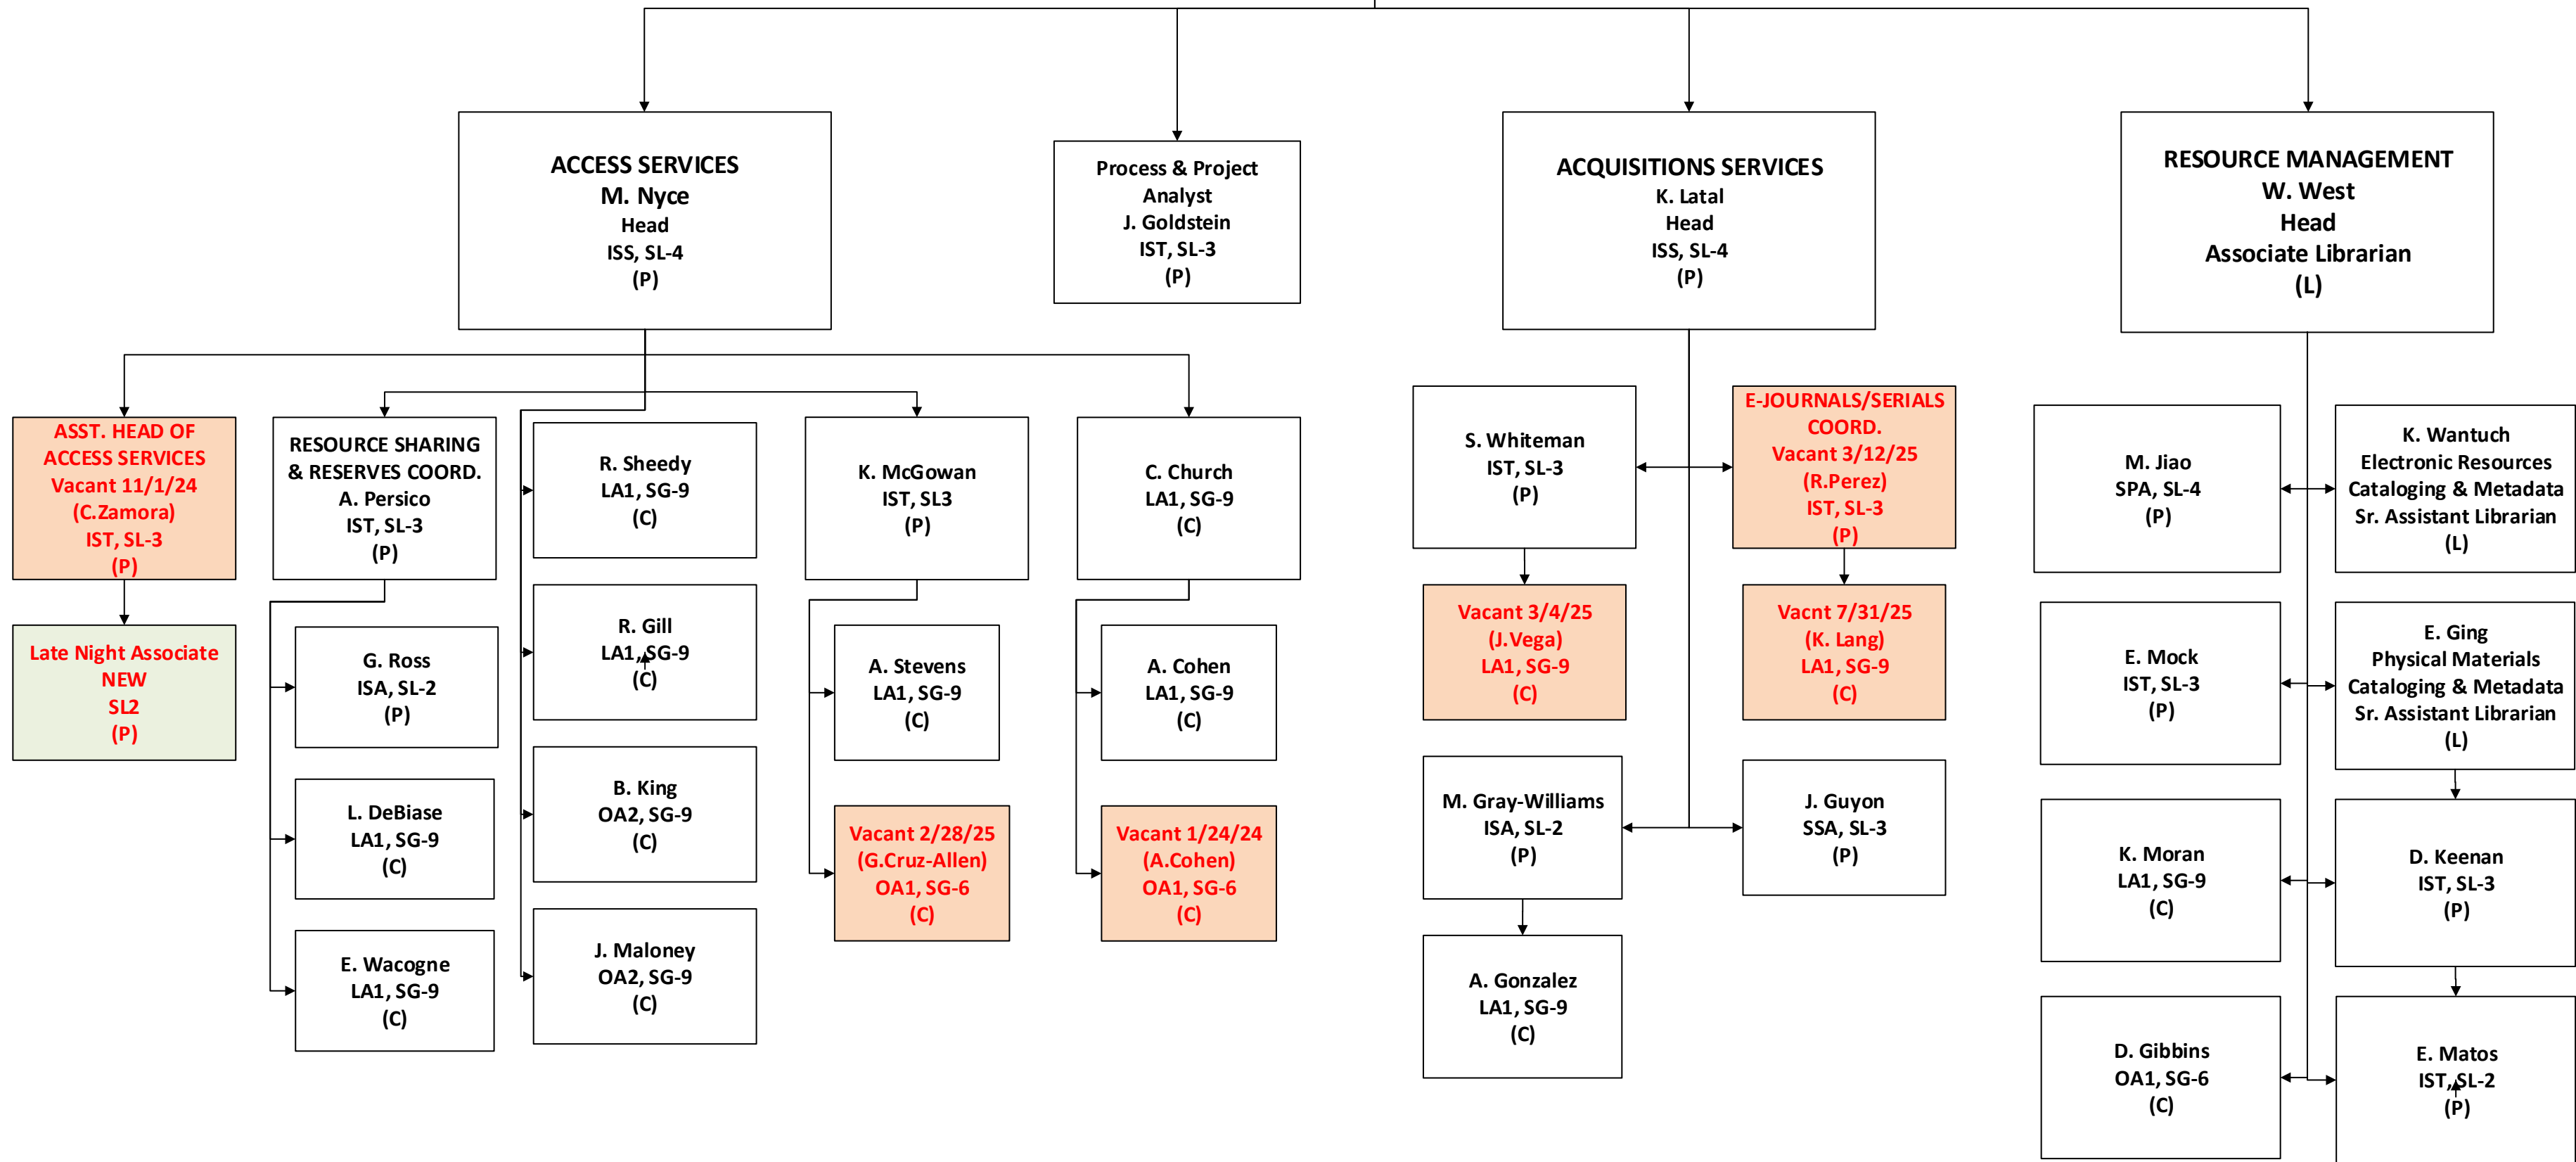 ACCESS SERVICES
M. Nyce
Head
ISS, SL-4
(P)
Process & Project
Analyst
J. Goldstein
IST, SL-3
(P)
ACQUISITIONS SERVICES
K. Latal
Head
ISS, SL-4
(P)
RESOURCE MANAGEMENT
W. West
Head
Associate Librarian
(L)
ASST. HEAD OF
ACCESS SERVICES
Vacant 11/1/24
(C.Zamora)
IST, SL-3
(P)
Late Night Associate
NEW
SL2
(P)
RESOURCE SHARING
& RESERVES COORD.
A. Persico
IST, SL-3
(P)
G. Ross
ISA, SL-2
(P)
L. DeBiase
LA1, SG-9
(C)
E. Wacogne
LA1, SG-9
(C)
R. Sheedy
LA1, SG-9
(C)
R. Gill
LA1, SG-9
(C)
B. King
OA2, SG-9
(C)
J. Maloney
OA2, SG-9
(C)
K. McGowan
IST, SL3
(P)
A. Stevens
LA1, SG-9
(C)
Vacant 2/28/25
(G.Cruz-Allen)
OA1, SG-6
(C)
C. Church
LA1, SG-9
(C)
A. Cohen
LA1, SG-9
(C)
Vacant 1/24/24
(A.Cohen)
OA1, SG-6
(C)
S. Whiteman
IST, SL-3
(P)
E-JOURNALS/SERIALS
COORD.
Vacant 3/12/25
(R.Perez)
IST, SL-3
(P)
Vacant 3/4/25
(J.Vega)
LA1, SG-9
(C)
Vacnt 7/31/25
(K. Lang)
LA1, SG-9
(C)
M. Gray-Williams
ISA, SL-2
(P)
J. Guyon
SSA, SL-3
(P)
A. Gonzalez
LA1, SG-9
(C)
M. Jiao
SPA, SL-4
(P)
K. Wantuch
Electronic Resources
Cataloging & Metadata
Sr. Assistant Librarian
(L)
E. Mock
IST, SL-3
(P)
E. Ging
Physical Materials
Cataloging & Metadata
Sr. Assistant Librarian
(L)
K. Moran
LA1, SG-9
(C)
D. Keenan
IST, SL-3
(P)
D. Gibbins
OA1, SG-6
(C)
E. Matos
IST, SL-2
(P)